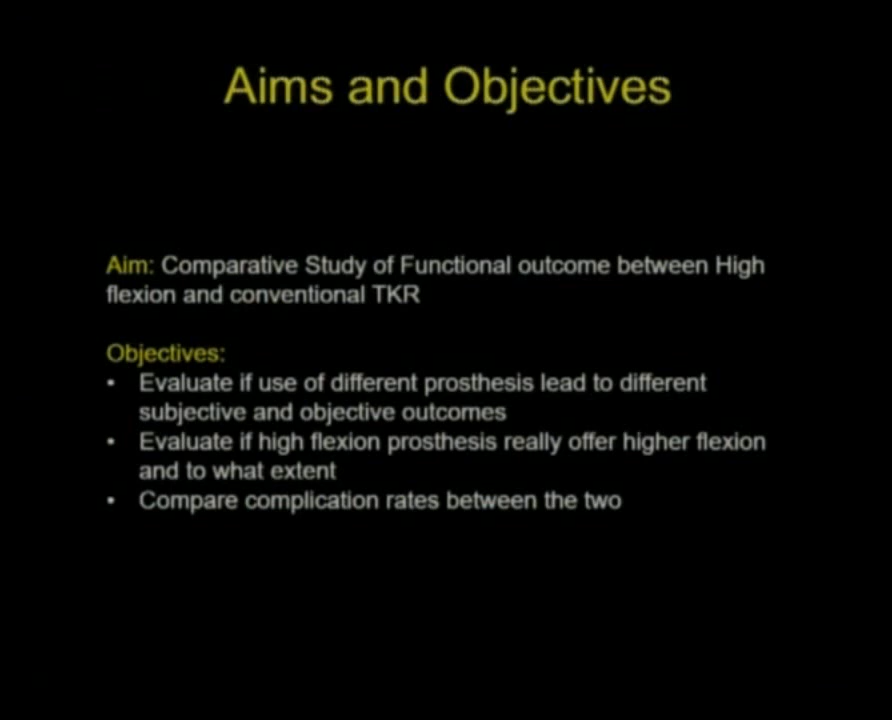 Aims and Objectives
Aim: Comparative Study of Functional outcome between High
flexion and conventional TKR
Objectives:
• Evaluate if use of different prosthesis lead to different
subjective and objective outcomes
• Evaluate if high flexion prosthesis really offer higher flexion
and to what extent
• Compare complication rates between the two